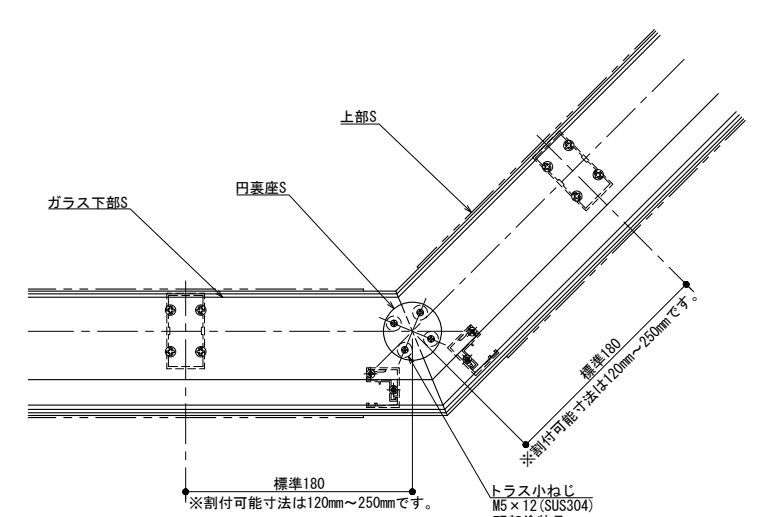 上部S
円裏座S
ガラス下部S
標準180
※割付可能寸法は120mm～250mmです。
標準180
※割付可能寸法は120mm～250mmです。
トラス小ねじ
M5×12(SUS304)